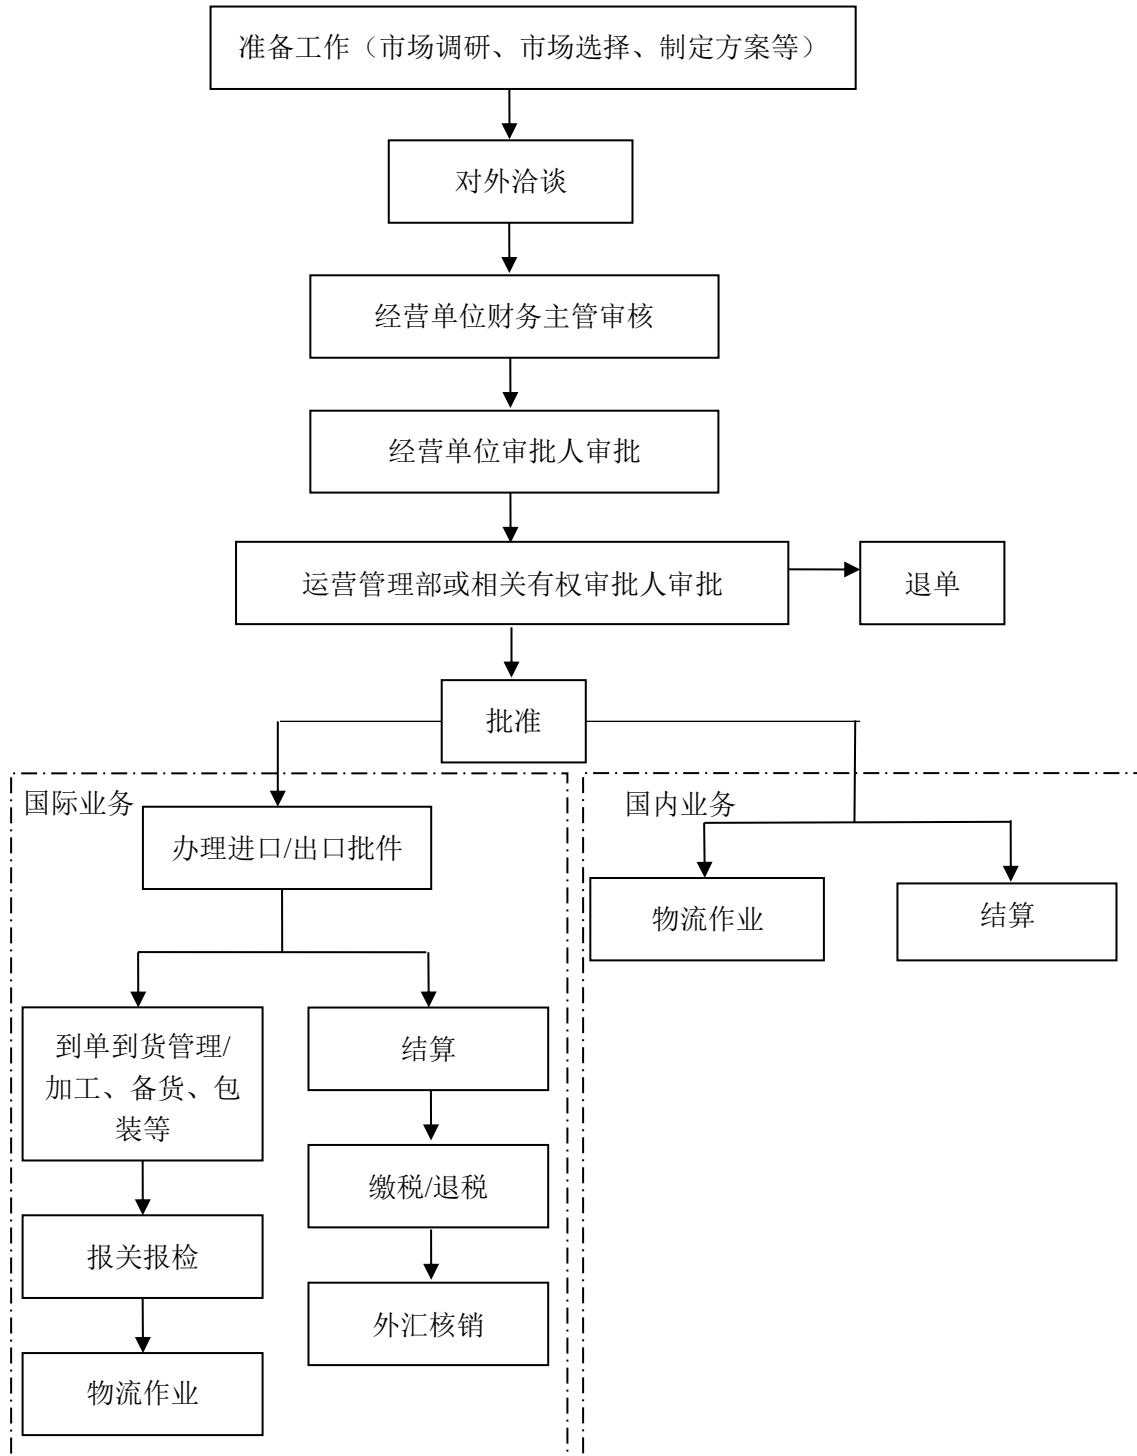 准备工作（市场调研、市场选择、制定方案等）
对外洽谈
经营单位财务主管审核
经营单位审批人审批
运营管理部或相关有权审批人审批
退单
批准
国际业务
国内业务
办理进口/出口批件
物流作业
结算
到单到货管理/
加工、备货、包
装等
结算
缴税/退税
报关报检
外汇核销
物流作业